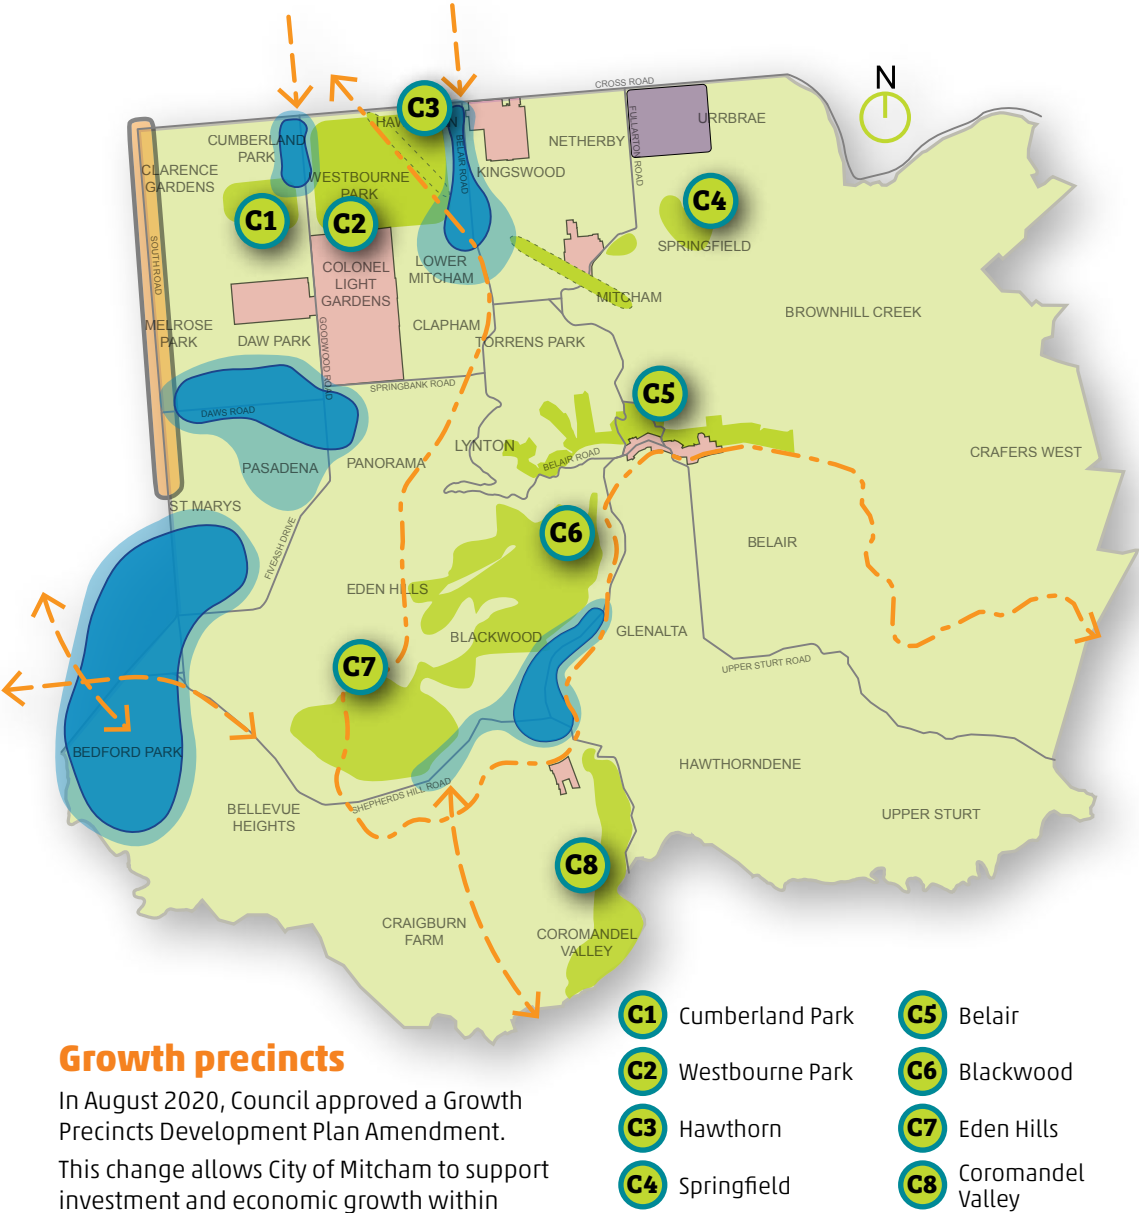 N
CROSS ROAD
C3
HAW N
URRBRAE
CUMBERLAND
PARK
NETHERBY
FULLARTON ROAD
BELAIR ROAD
CLARENCE
GARDENS
WESTBOURNE
PARK
KINGSWOOD
C1
C2
C4
SPRINGFIELD
SOUTH ROAD
COLONEL
LIGHT
GARDENS
LOWER
MITCHAM
MITCHAM
BROWNHILL CREEK
MELROSE
PARK
DAW PARK
GOODWOOD ROAD
CLAPHAM
TORRENS PARK
SPRINGBANK ROAD
C5
DAWS ROAD
LYNTON
BELAIR ROAD
CRAFERS WEST
PASADENA
PANORAMA
ST MARYS
C6
BELAIR
FIVEASH DRIVE
EDEN HILLS
BLACKWOOD
GLENALTA
C7
UPPER STURT ROAD
BEDFORD PARK
HAWTHORNDENE
SHEPHERDS HILL ROAD
BELLEVUE
HEIGHTS
UPPER STURT
C8
CRAIGBURN
FARM
COROMANDEL
VALLEY
Growth precincts
In August 2020, Council approved a Growth
Precincts Development Plan Amendment.
This change allows City of Mitcham to support
investment and economic growth within
C1 Cumberland Park
C2 Westbourne Park
C3 Hawthorn
C4 Springfield
C5 Belair
C6 Blackwood
C7 Eden Hills
C8 Coromandel
Valley